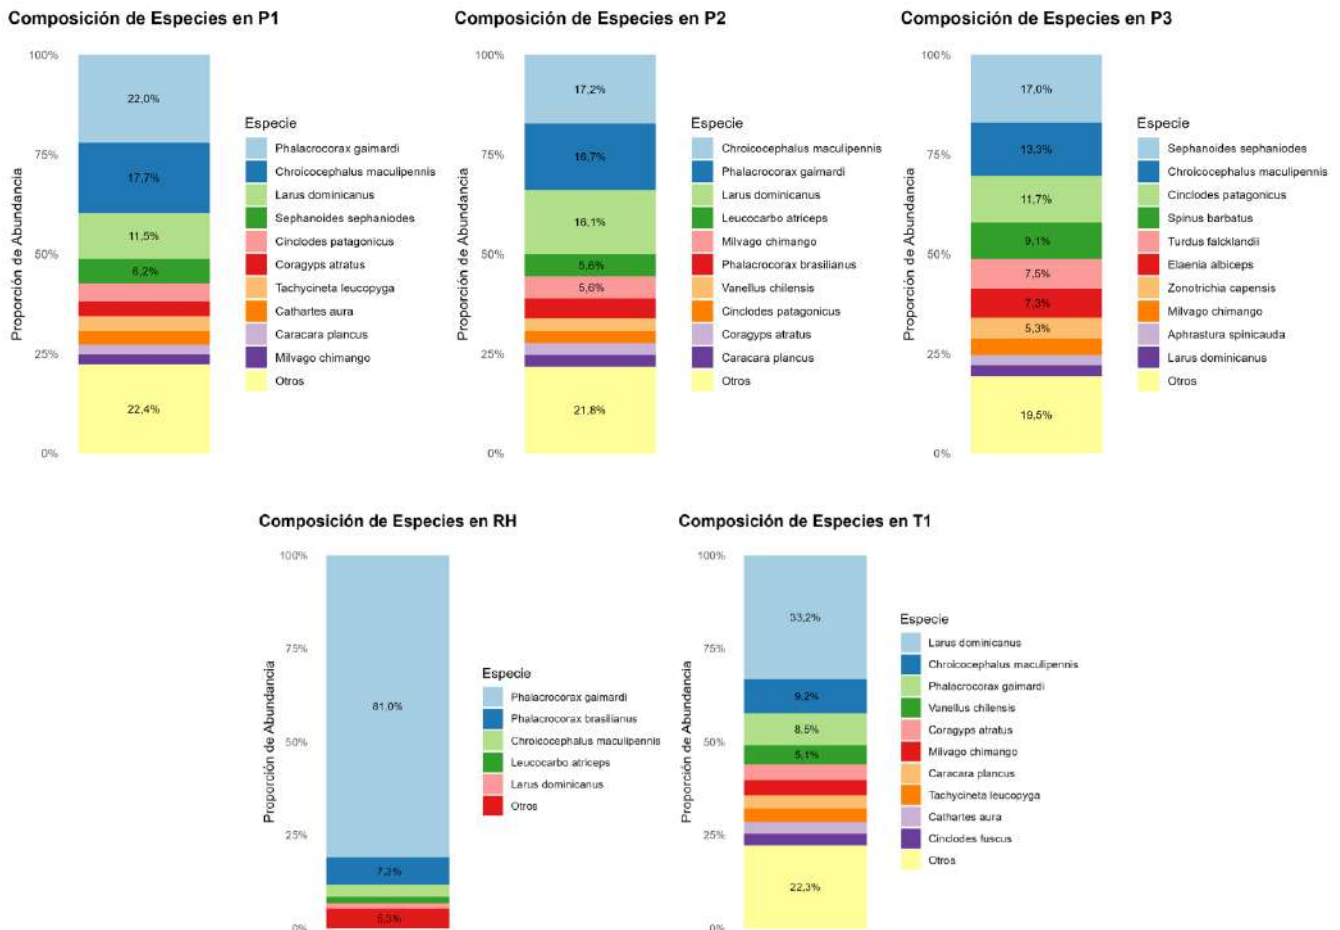 Composición de Especies en P1
100%
75%
50%
25%
0%
Proporción de Abundancia
22,0%
17,7%
11,5%
6,2%
22,4%
Especie
Phalacrocorax gaimardi
Chroicocephalus maculipennis
Larus dominicanus
Sephanoides sephaniodes
Cinclodes patagonicus
Coragyps atratus
Tachycineta leucopyga
Cathartes aura
Caracara plancus
Milvago chimango
Otros
Composición de Especies en P2
100%
75%
50%
25%
0%
Proporción de Abundancia
17,2%
16,7%
16,1%
5,6%
5,6%
21,8%
Especie
Chroicocephalus maculipennis
Phalacrocorax gaimardi
Larus dominicanus
Leucocarbo atriceps
Milvago chimango
Phalacrocorax brasilianus
Vanellus chilensis
Cinclodes patagonicus
Coragyps atratus
Caracara plancus
Otros
Composición de Especies en P3
100%
75%
50%
25%
0%
Proporción de Abundancia
17,0%
13,3%
11,7%
9,1%
7,5%
7,3%
5,3%
19,5%
Especie
Sephanoides sephaniodes
Chroicocephalus maculipennis
Cinclodes patagonicus
Spinus barbatus
Turdus falcklandii
Elaenia albiceps
Zonotrichia capensis
Milvago chimango
Aphrastura spinicauda
Larus dominicanus
Otros
Composición de Especies en RH
100%
75%
50%
25%
0%
Proporción de Abundancia
81,0%
7,3%
5,3%
Especie
Phalacrocorax gaimardi
Phalacrocorax brasilianus
Chroicocephalus maculipennis
Leucocarbo atriceps
Larus dominicanus
Otros
Composición de Especies en T1
100%
75%
50%
25%
0%
Proporción de Abundancia
33,2%
9,2%
8,5%
5,1%
22,3%
Especie
Larus dominicanus
Chroicocephalus maculipennis
Phalacrocorax gaimardi
Vanellus chilensis
Coragyps atratus
Milvago chimango
Caracara plancus
Tachycineta leucopyga
Cathartes aura
Cinclodes fuscus
Otros